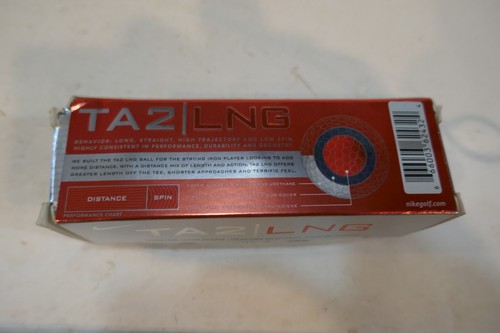 TA2|LNG
BEHAVIOR: LONG, STRAIGHT, HIGH TRAJECTORY AND LOW SPIN
HIGHLY CONSISTENT IN PERFORMANCE, DURABILITY AND GEOMETRY
WE BUILT THE TA2 LNG BALL FOR THE STRONG IRON PLAYER LOOKING TO ADD
MORE DISTANCE, WITH A DISTANCE MIX OF LENGTH AND ACTION, TA2 LNG OFFERS
GREATER LENGTH OFF THE TEE, SHORTER APPROACHES AND TERRIFIC FEEL.
URETHANE
COVER
DISTANCE SPIN
PERFORMANCE CHART
nikegolf.com
TA2|LNG